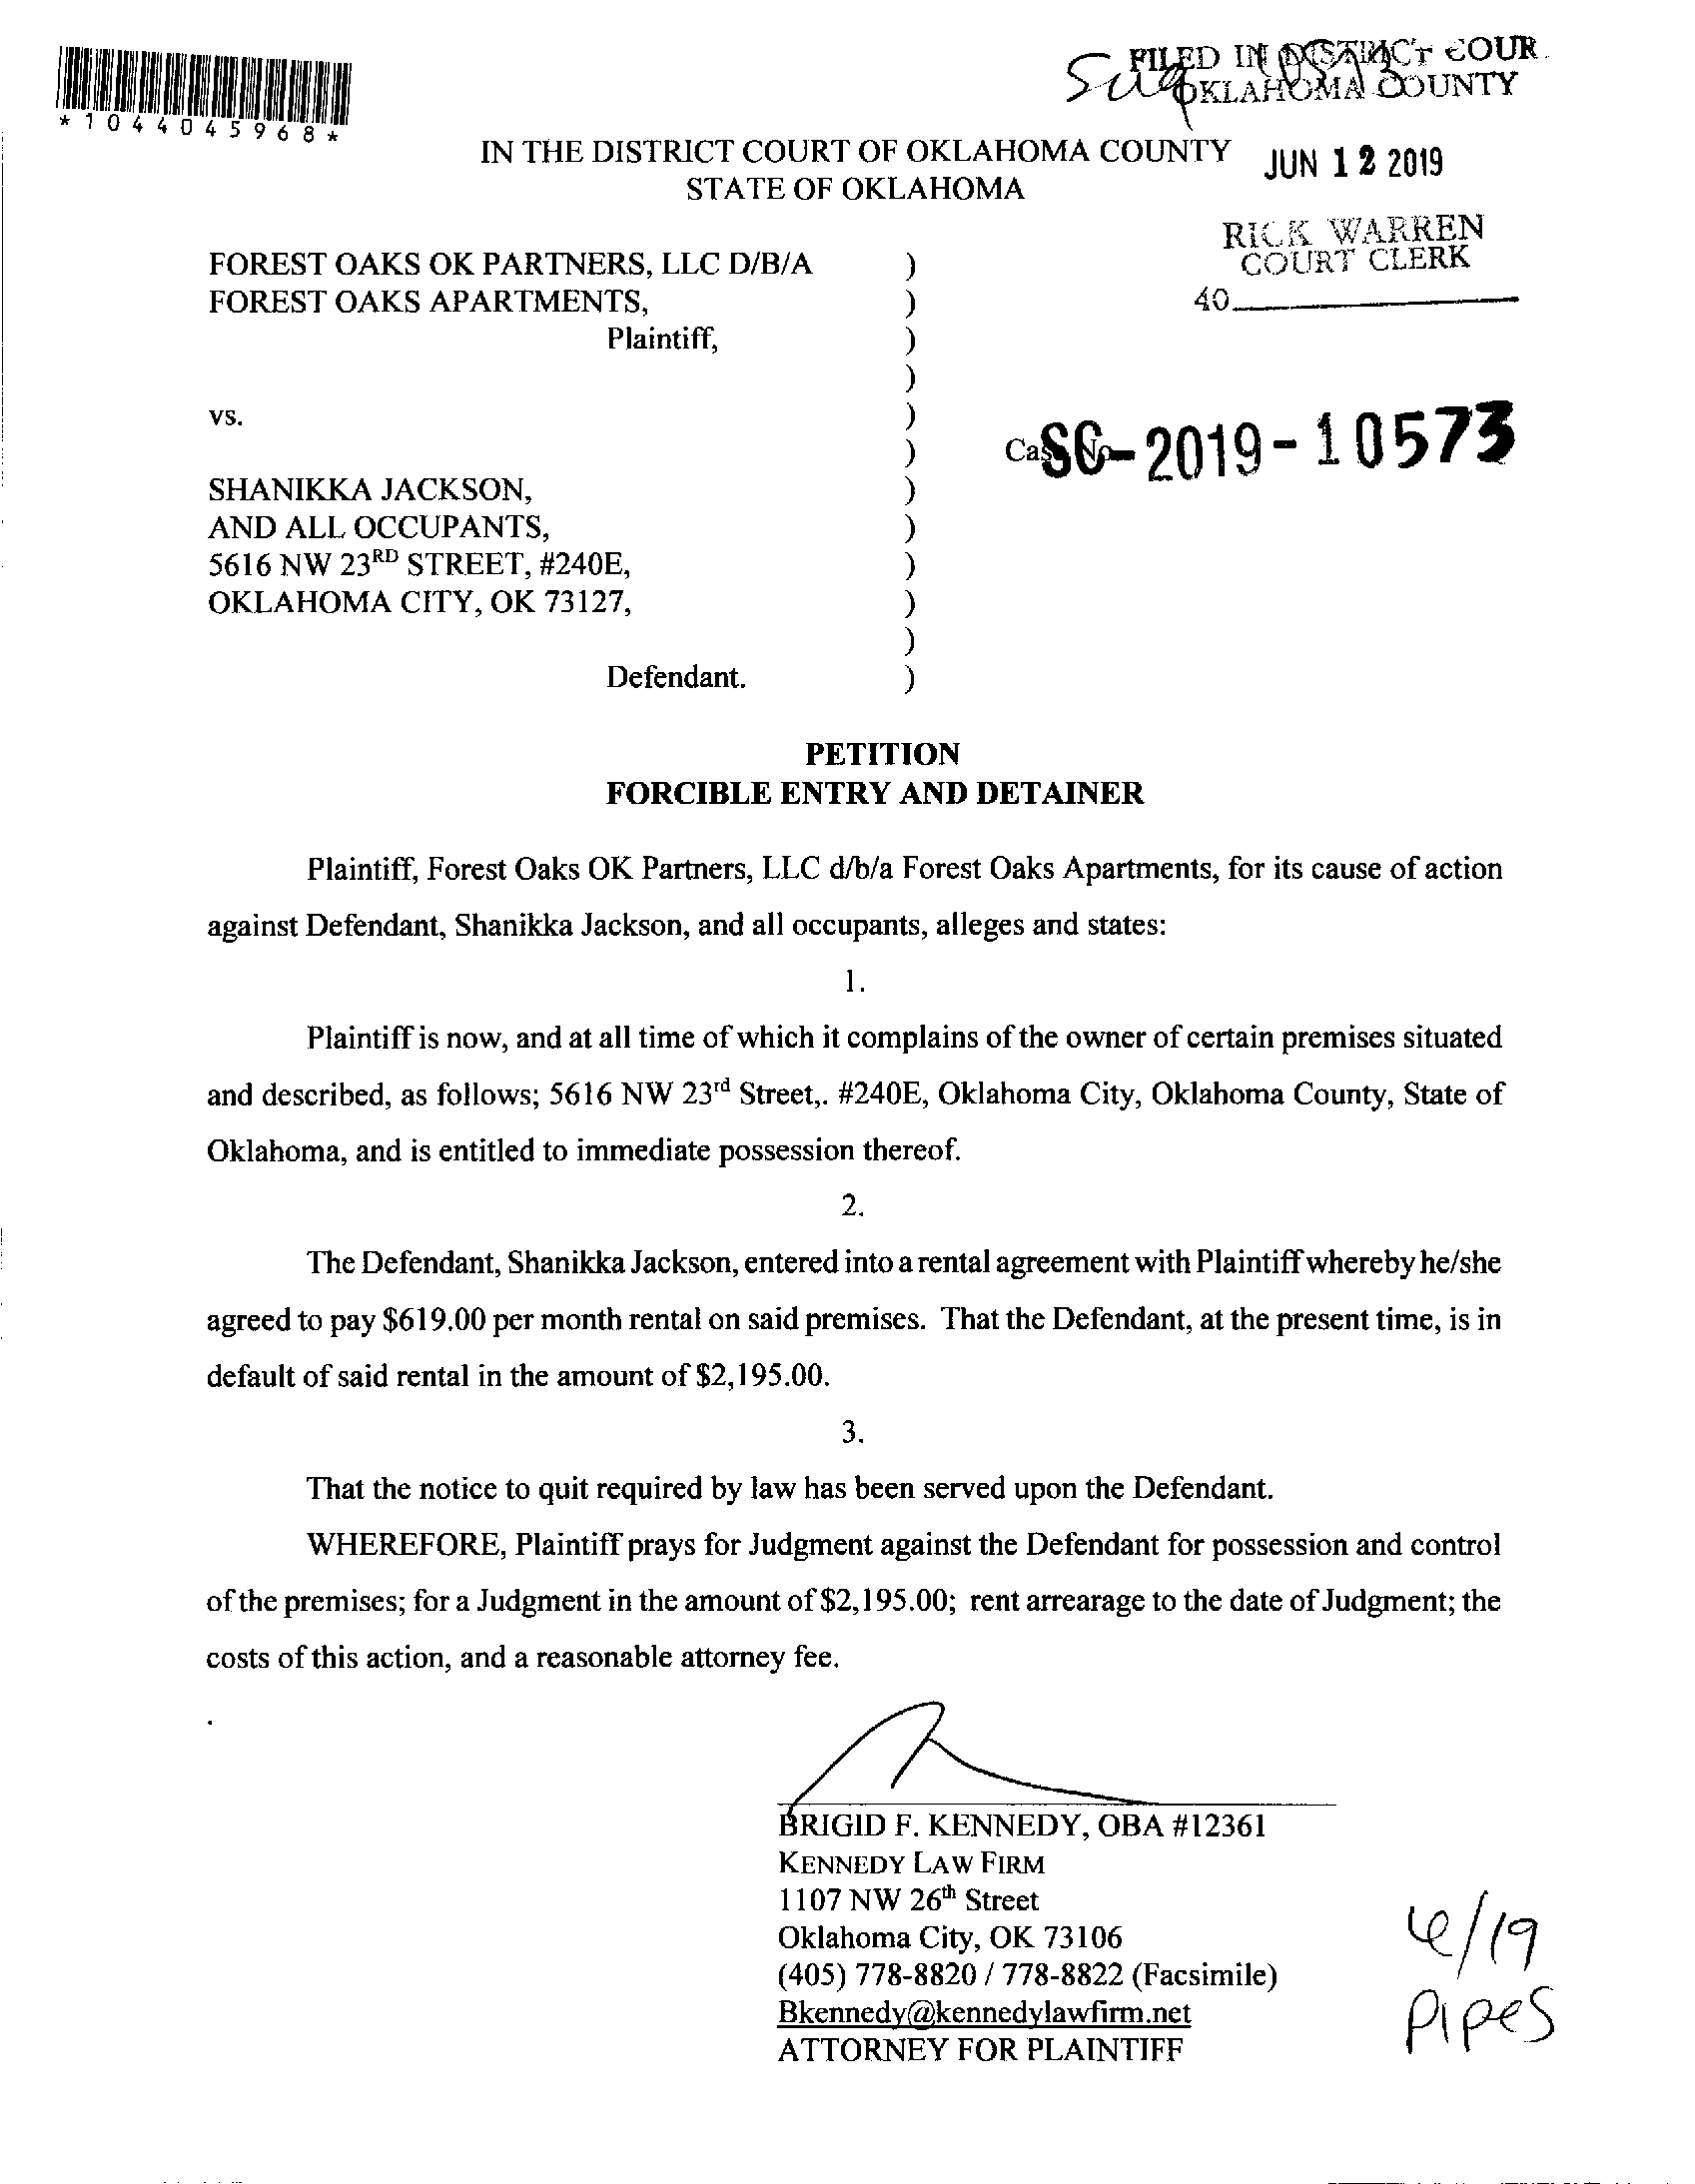 *1044045968*
FILED IN DISTRICT COUR
OKLAHOMA COUNTY
IN THE DISTRICT COURT OF OKLAHOMA COUNTY
STATE OF OKLAHOMA
JUN 12 2019
RICK WARREN
COURT CLERK
40
FOREST OAKS OK PARTNERS, LLC D/B/A )
FOREST OAKS APARTMENTS, )
Plaintiff, )
)
vs. )
) SC-2019-10573
SHANIKKA JACKSON, )
AND ALL OCCUPANTS, )
5616 NW 23RD STREET, #240E, )
OKLAHOMA CITY, OK 73127, )
)
Defendant. )
PETITION
FORCIBLE ENTRY AND DETAINER
Plaintiff, Forest Oaks OK Partners, LLC d/b/a Forest Oaks Apartments, for its cause of action
against Defendant, Shanikka Jackson, and all occupants, alleges and states:
1.
Plaintiff is now, and at all time of which it complains of the owner of certain premises situated
and described, as follows; 5616 NW 23rd Street,. #240E, Oklahoma City, Oklahoma County, State of
Oklahoma, and is entitled to immediate possession thereof.
2.
The Defendant, Shanikka Jackson, entered into a rental agreement with Plaintiff whereby he/she
agreed to pay $619.00 per month rental on said premises. That the Defendant, at the present time, is in
default of said rental in the amount of $2,195.00.
3.
That the notice to quit required by law has been served upon the Defendant.
WHEREFORE, Plaintiff prays for Judgment against the Defendant for possession and control
of the premises; for a Judgment in the amount of $2,195.00; rent arrearage to the date of Judgment; the
costs of this action, and a reasonable attorney fee.
.
BRIGID F. KENNEDY, OBA #12361
KENNEDY LAW FIRM
1107 NW 26th Street
Oklahoma City, OK 73106
(405) 778-8820 / 778-8822 (Facsimile)
Bkennedy@kennedylawfirm.net
ATTORNEY FOR PLAINTIFF
6/19
Pipes